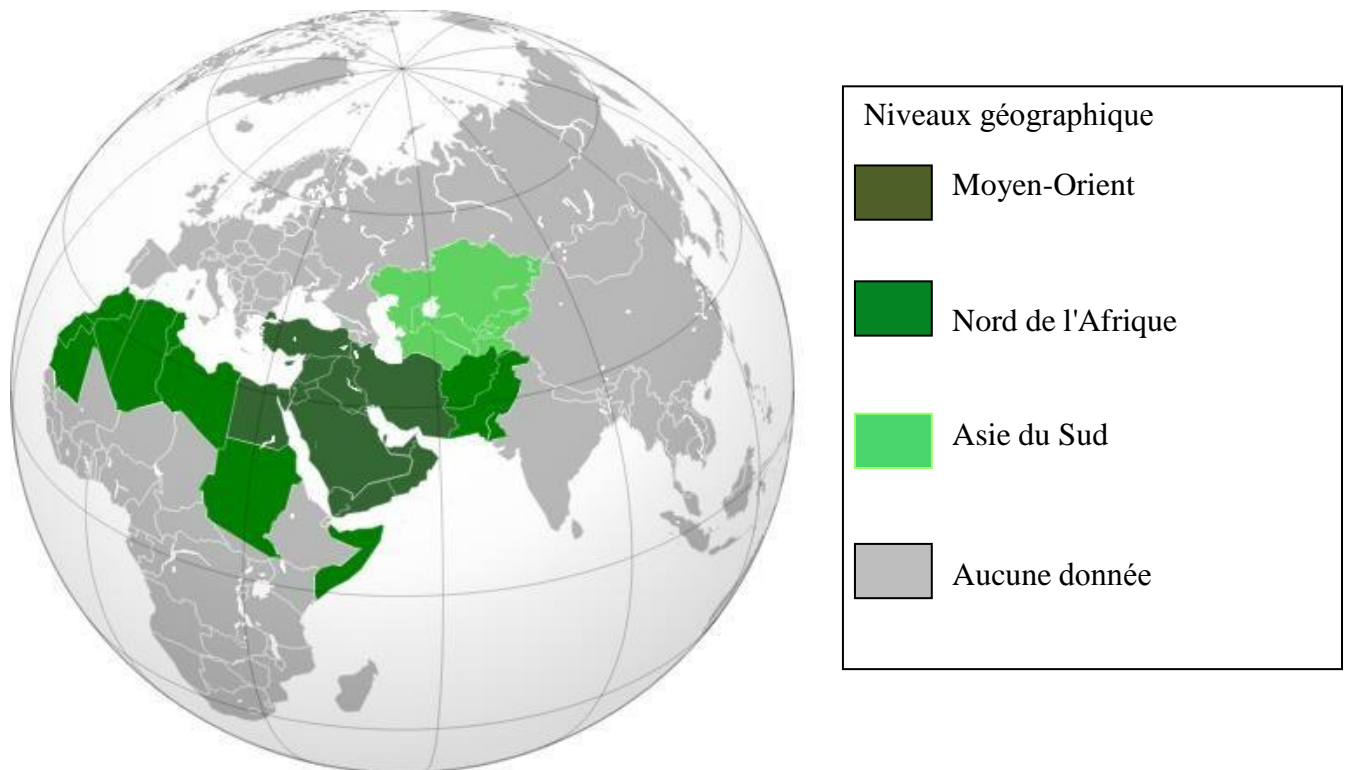 Niveaux géographique
Moyen-Orient
Nord de l'Afrique
Asie du Sud
Aucune donnée